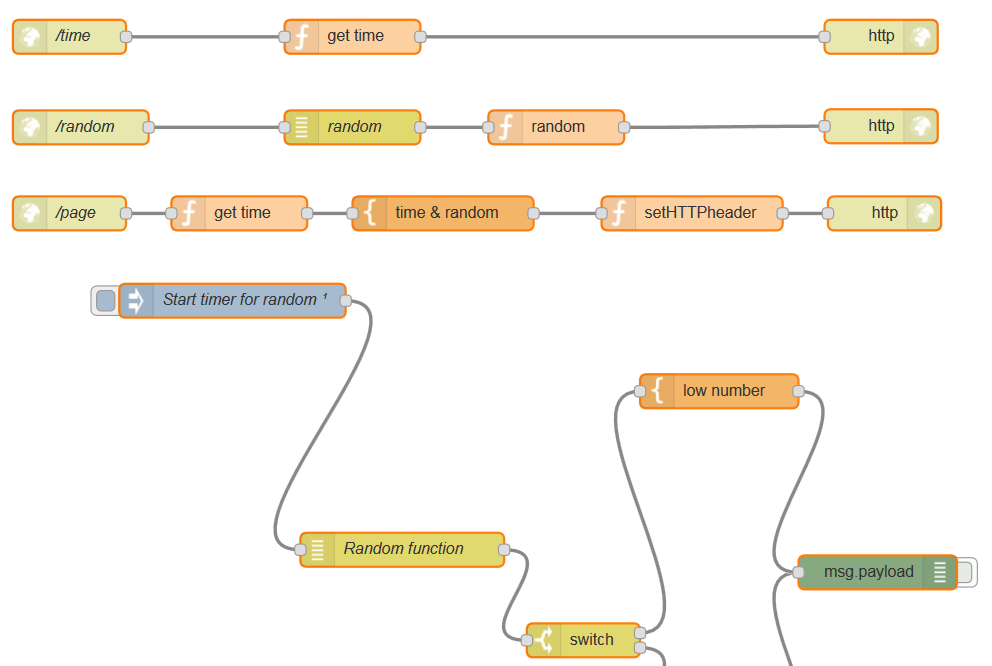 /time get time http
/random random random http
/page get time time & random setHTTPheader http
Start timer for random ¹
low number
Random function
msg.payload
switch